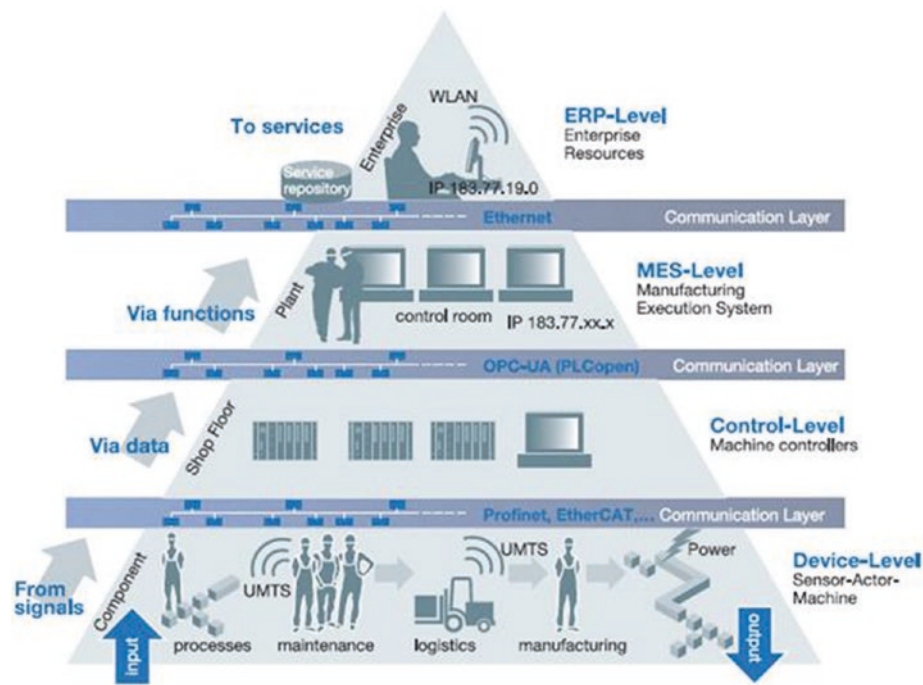 WLAN
ERP-Level
Enterprise
Resources
To services
Enterprise
Service
repository
IP 183.77.19.0
Ethernet
Communication Layer
MES-Level
Manufacturing
Execution System
Via functions
Plant
control room
IP 183.77.xx.x
OPC-UA (PLCopen)
Communication Layer
Control-Level
Machine controllers
Via data
Shop Floor
Profinet, EtherCAT,...
Communication Layer
Device-Level
Sensor-Actor-
Machine
From
signals
Component
UMTS
UMTS
Power
input
processes
maintenance
logistics
manufacturing
output